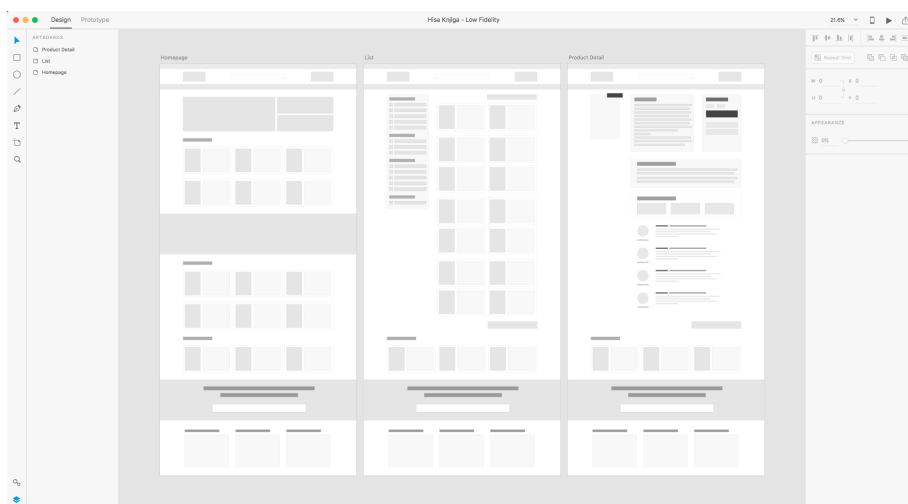 Design Prototype Hisa Knjiga - Low Fidelity 21.6%
ARTBOARDS
Product Detail
List
Homepage
Homepage List Product Detail
Repeat Grid
W 0 X 0
H 0 Y 0
APPEARANCE
0%
T